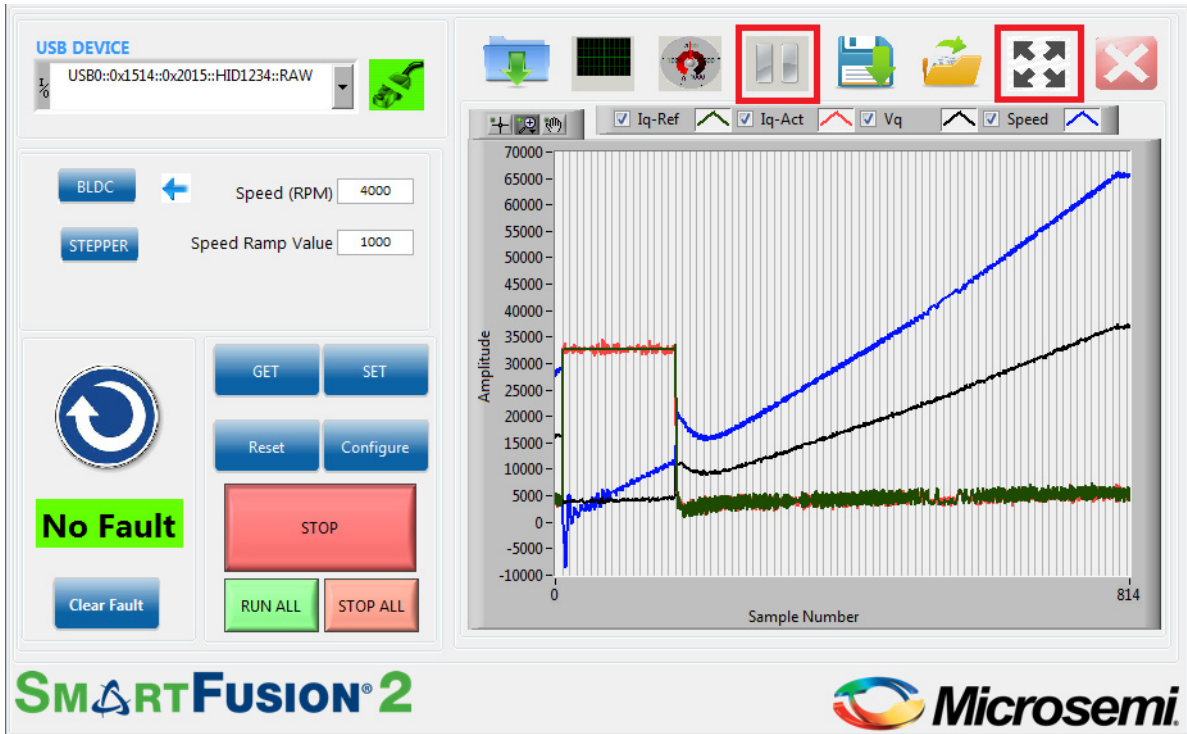 USB DEVICE
I/O USB0::0x1514::0x2015::HID1234::RAW
BLDC
Speed (RPM) 4000
STEPPER
Speed Ramp Value 1000
GET SET
Reset Configure
No Fault
STOP
Clear Fault
RUN ALL STOP ALL
Iq-Ref Iq-Act Vq Speed
70000
65000
60000
55000
50000
45000
40000
35000
30000
25000
20000
15000
10000
5000
0
-5000
-10000
Amplitude
0 814
Sample Number
SMARTFUSION® 2
Microsemi.